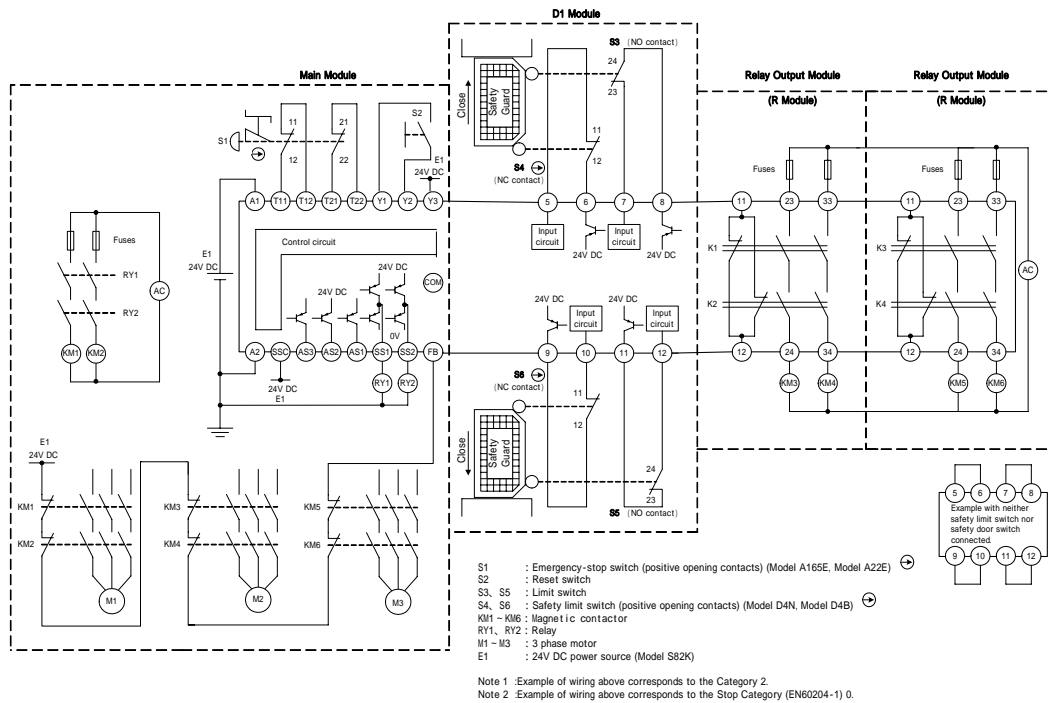 D1 Module
Main Module
Relay Output Module
(R Module)
Relay Output Module
(R Module)
S3 (NO contact)
24
23
Close
Safety
Guard
11
12
S4
(NC contact)
S1
11
12
21
22
S2
E1
24V DC
A1 T11 T12 T21 T22 Y1 Y2 Y3
5 6 7 8
Input
circuit
24V DC
Input
circuit
24V DC
Fuses
11 23 33
Fuses
11 23 33
Fuses
RY1
RY2
AC
KM1 KM2
E1
24V DC
Control circuit
COM
24V DC
24V DC
0V
K1
K2
K3
K4
AC
24V DC
Input
circuit
24V DC
Input
circuit
A2 SSC AS3 AS2 AS1 SS1 SS2 FB
9 10 11 12
12 24 34
12 24 34
24V DC
E1
RY1 RY2
KM3 KM4
KM5 KM6
S6
(NC contact)
11
12
Close
Safety
Guard
24
23
S5 (NO contact)
E1
24V DC
KM1
KM2
M1
KM3
KM4
M2
KM5
KM6
M3
5 6 7 8
Example with neither
safety limit switch nor
safety door switch
connected.
9 10 11 12
S1 : Emergency-stop switch (positive opening contacts) (Model A165E, Model A22E)
S2 : Reset switch
S3、S5 : Limit switch
S4、S6 : Safety limit switch (positive opening contacts) (Model D4N, Model D4B)
KM1~KM6 : Magnetic contactor
RY1、RY2 : Relay
M1~M3 : 3 phase motor
E1 : 24V DC power source (Model S82K)
Note 1 :Example of wiring above corresponds to the Category 2.
Note 2 :Example of wiring above corresponds to the Stop Category (EN60204-1) 0.